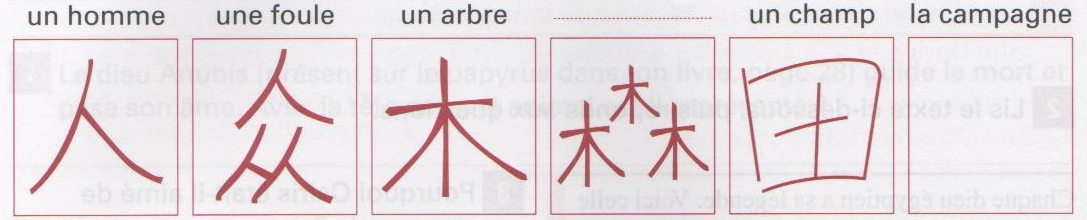 un homme une foule un arbre un champ la campagne
人 众 木 森 田